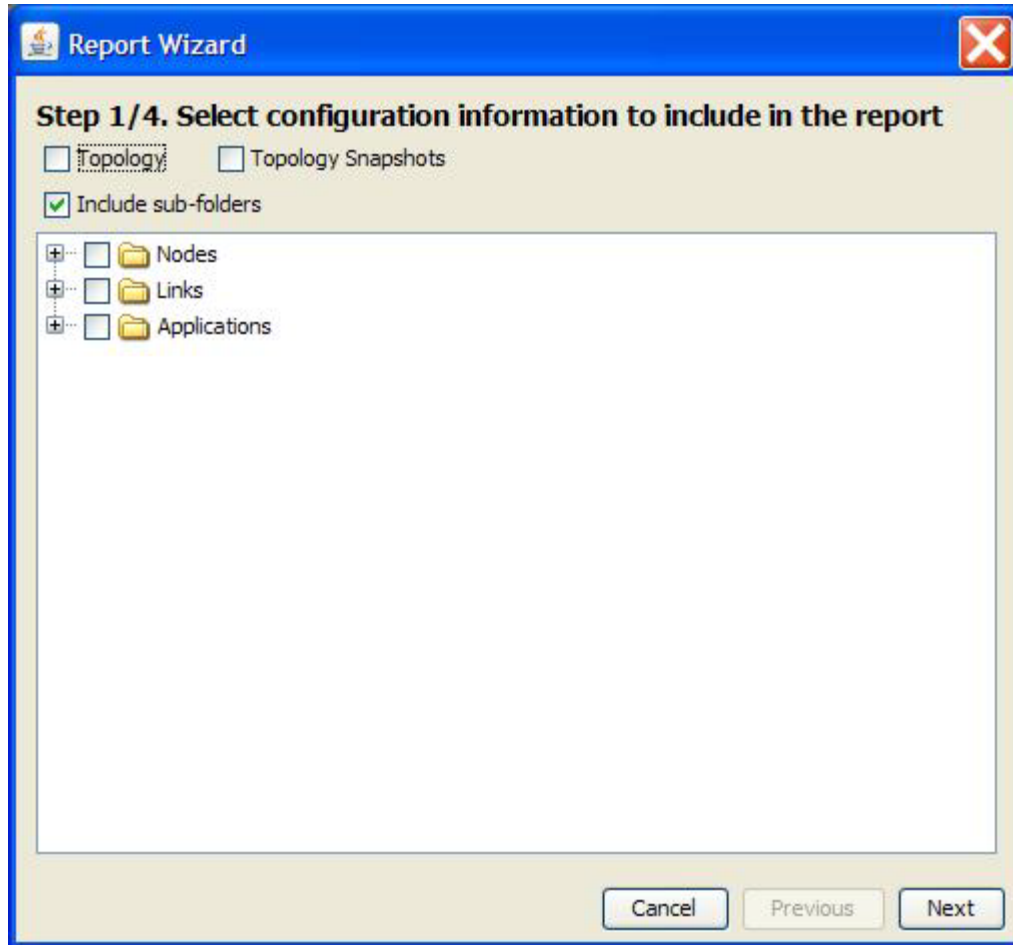 Report Wizard
Step 1/4. Select configuration information to include in the report
Topology Topology Snapshots
Include sub-folders
Nodes
Links
Applications
Cancel Previous Next